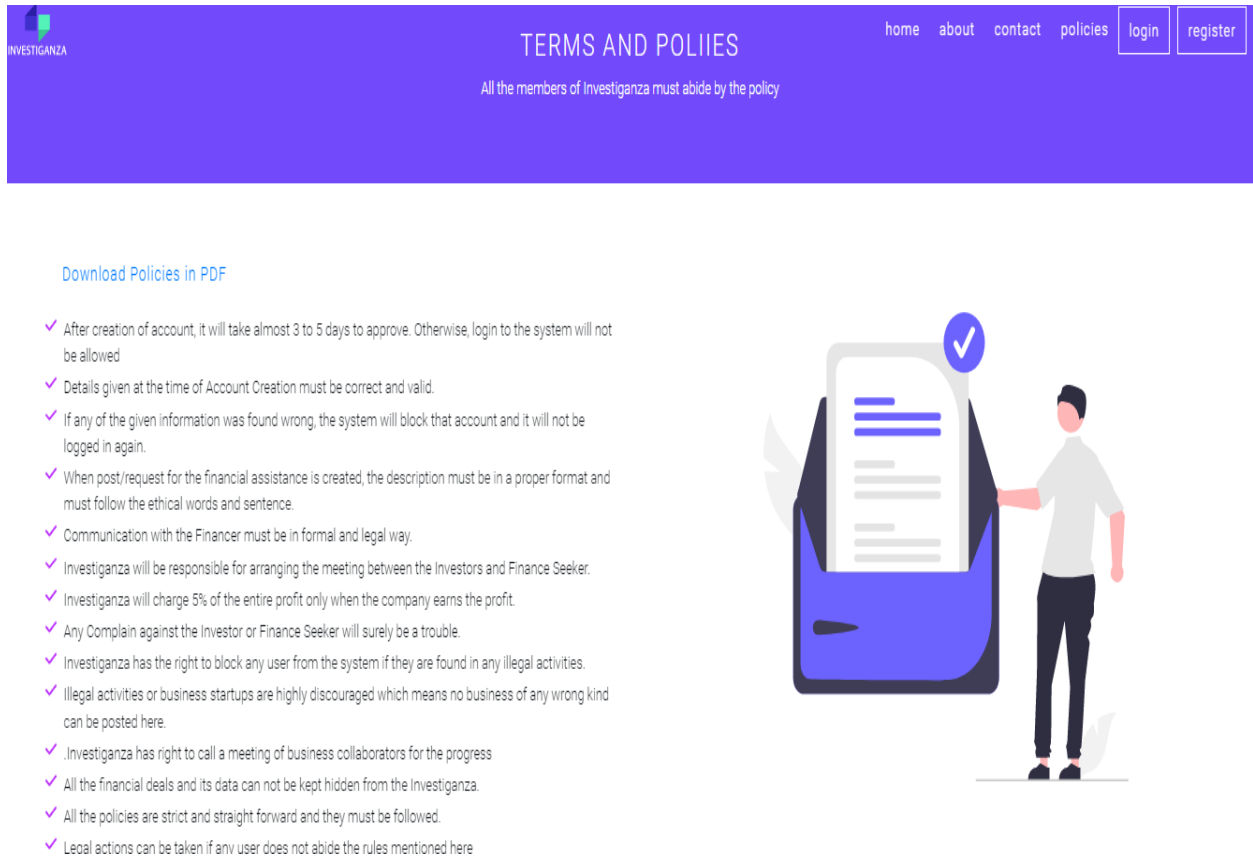 INVESTIGANZA
home about contact policies login register
TERMS AND POLIIES
All the members of Investiganza must abide by the policy
Download Policies in PDF
After creation of account, it will take almost 3 to 5 days to approve. Otherwise, login to the system will not
be allowed
Details given at the time of Account Creation must be correct and valid.
If any of the given information was found wrong, the system will block that account and it will not be
logged in again.
When post/request for the financial assistance is created, the description must be in a proper format and
must follow the ethical words and sentence.
Communication with the Financer must be in formal and legal way.
Investiganza will be responsible for arranging the meeting between the Investors and Finance Seeker.
Investiganza will charge 5% of the entire profit only when the company earns the profit.
Any Complain against the Investor or Finance Seeker will surely be a trouble.
Investiganza has the right to block any user from the system if they are found in any illegal activities.
Illegal activities or business startups are highly discouraged which means no business of any wrong kind
can be posted here.
.Investiganza has right to call a meeting of business collaborators for the progress
All the financial deals and its data can not be kept hidden from the Investiganza.
All the policies are strict and straight forward and they must be followed.
Legal actions can be taken if any user does not abide the rules mentioned here